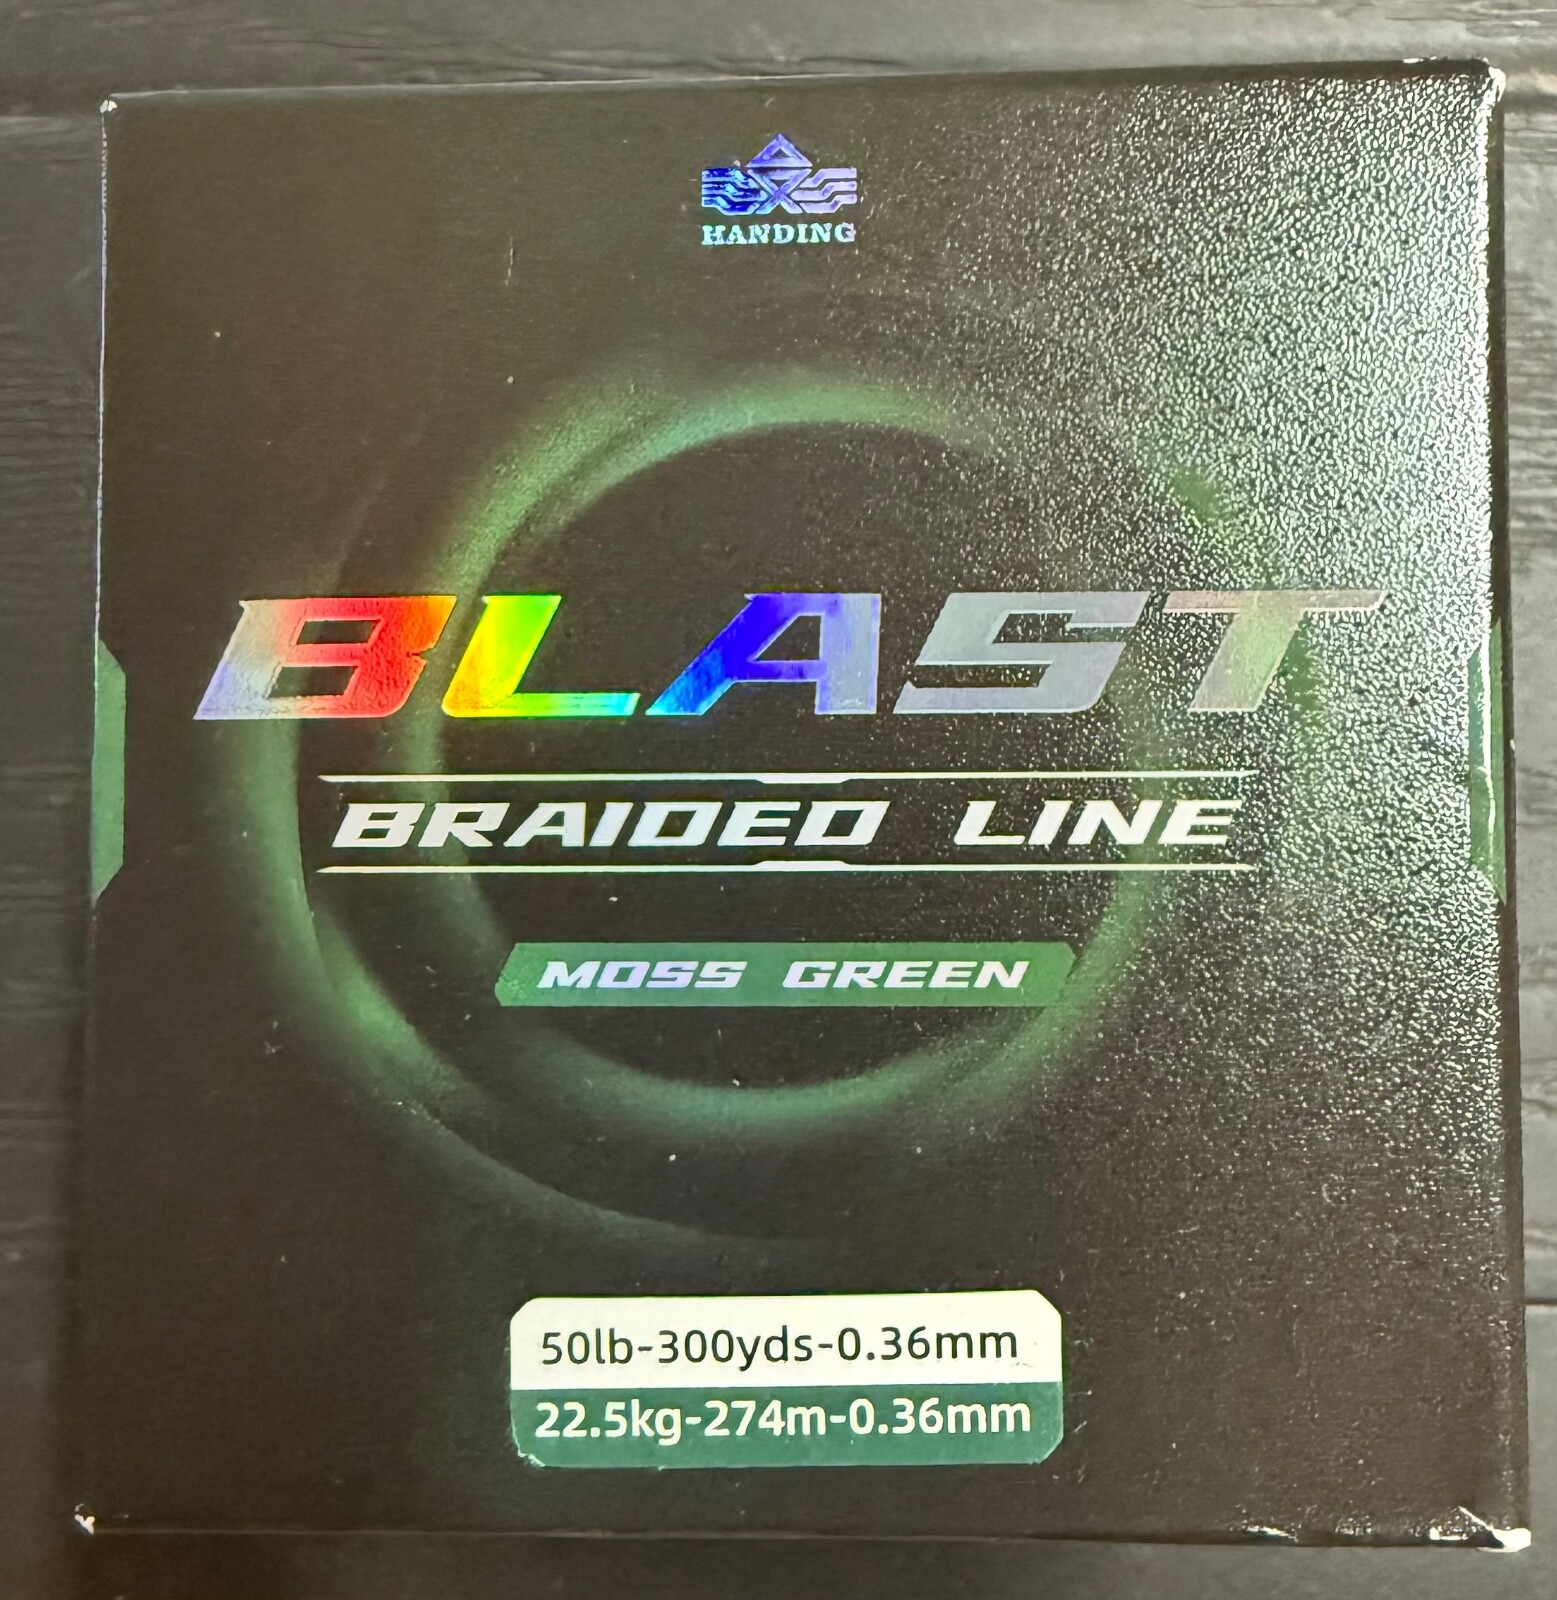 HANDING
BLAST
BRAIDED LINE
MOSS GREEN
50lb-300yds-0.36mm
22.5kg-274m-0.36mm